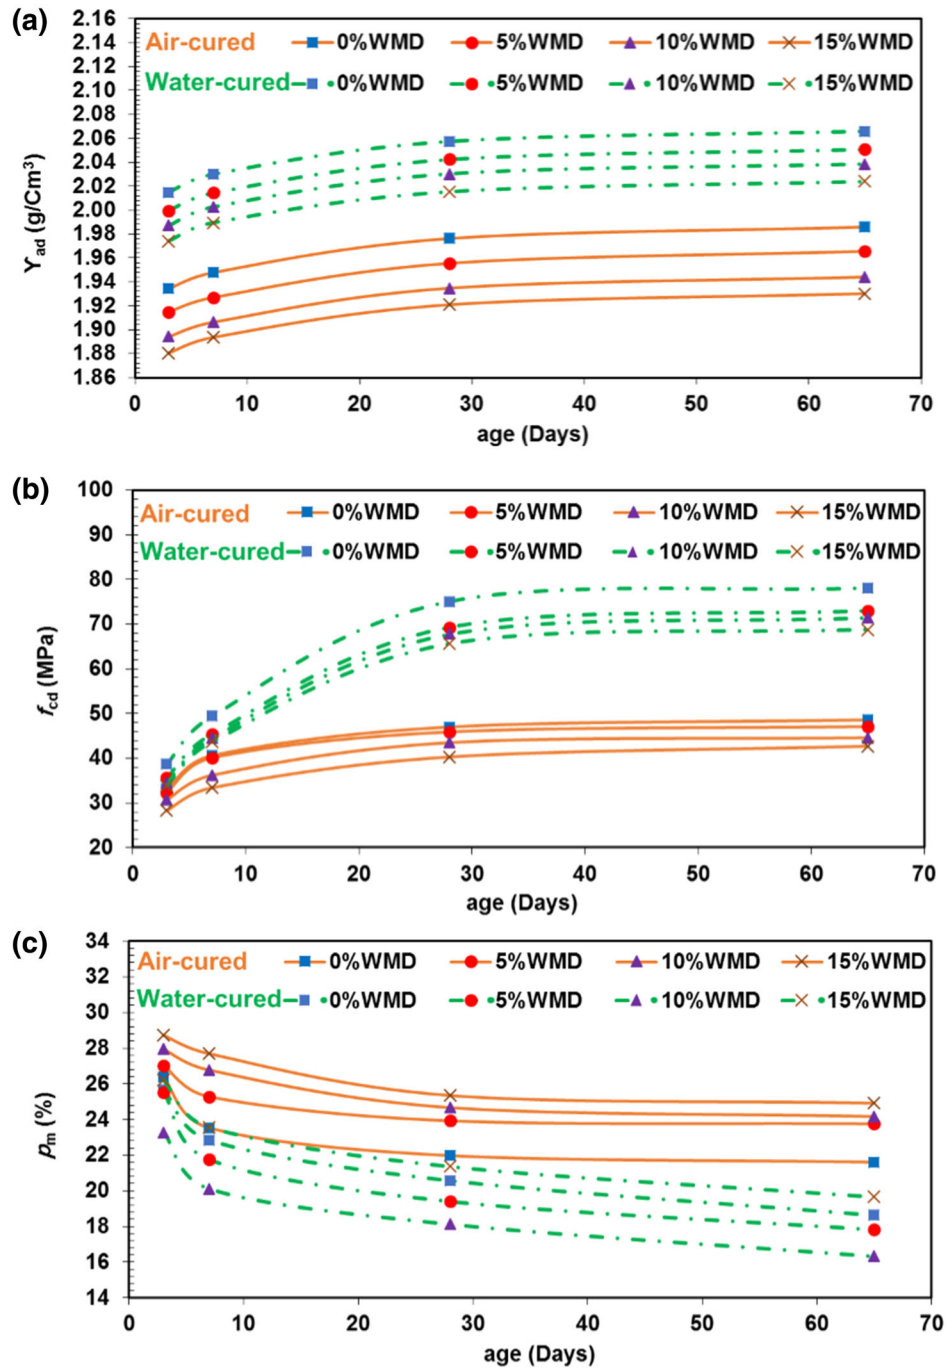 (a)
2.16
2.14
2.12
2.10
2.08
2.06
2.04
2.02
2.00
1.98
1.96
1.94
1.92
1.90
1.88
1.86
ϒad (g/Cm³)
Air-cured 0%WMD 5%WMD 10%WMD 15%WMD
Water-cured 0%WMD 5%WMD 10%WMD 15%WMD
0 10 20 30 40 50 60 70
age (Days)
(b)
100
90
80
70
60
50
40
30
20
fcd (MPa)
Air-cured 0%WMD 5%WMD 10%WMD 15%WMD
Water-cured 0%WMD 5%WMD 10%WMD 15%WMD
0 10 20 30 40 50 60 70
age (Days)
(c)
34
32
30
28
26
24
22
20
18
16
14
pm (%)
Air-cured 0%WMD 5%WMD 10%WMD 15%WMD
Water-cured 0%WMD 5%WMD 10%WMD 15%WMD
0 10 20 30 40 50 60 70
age (Days)